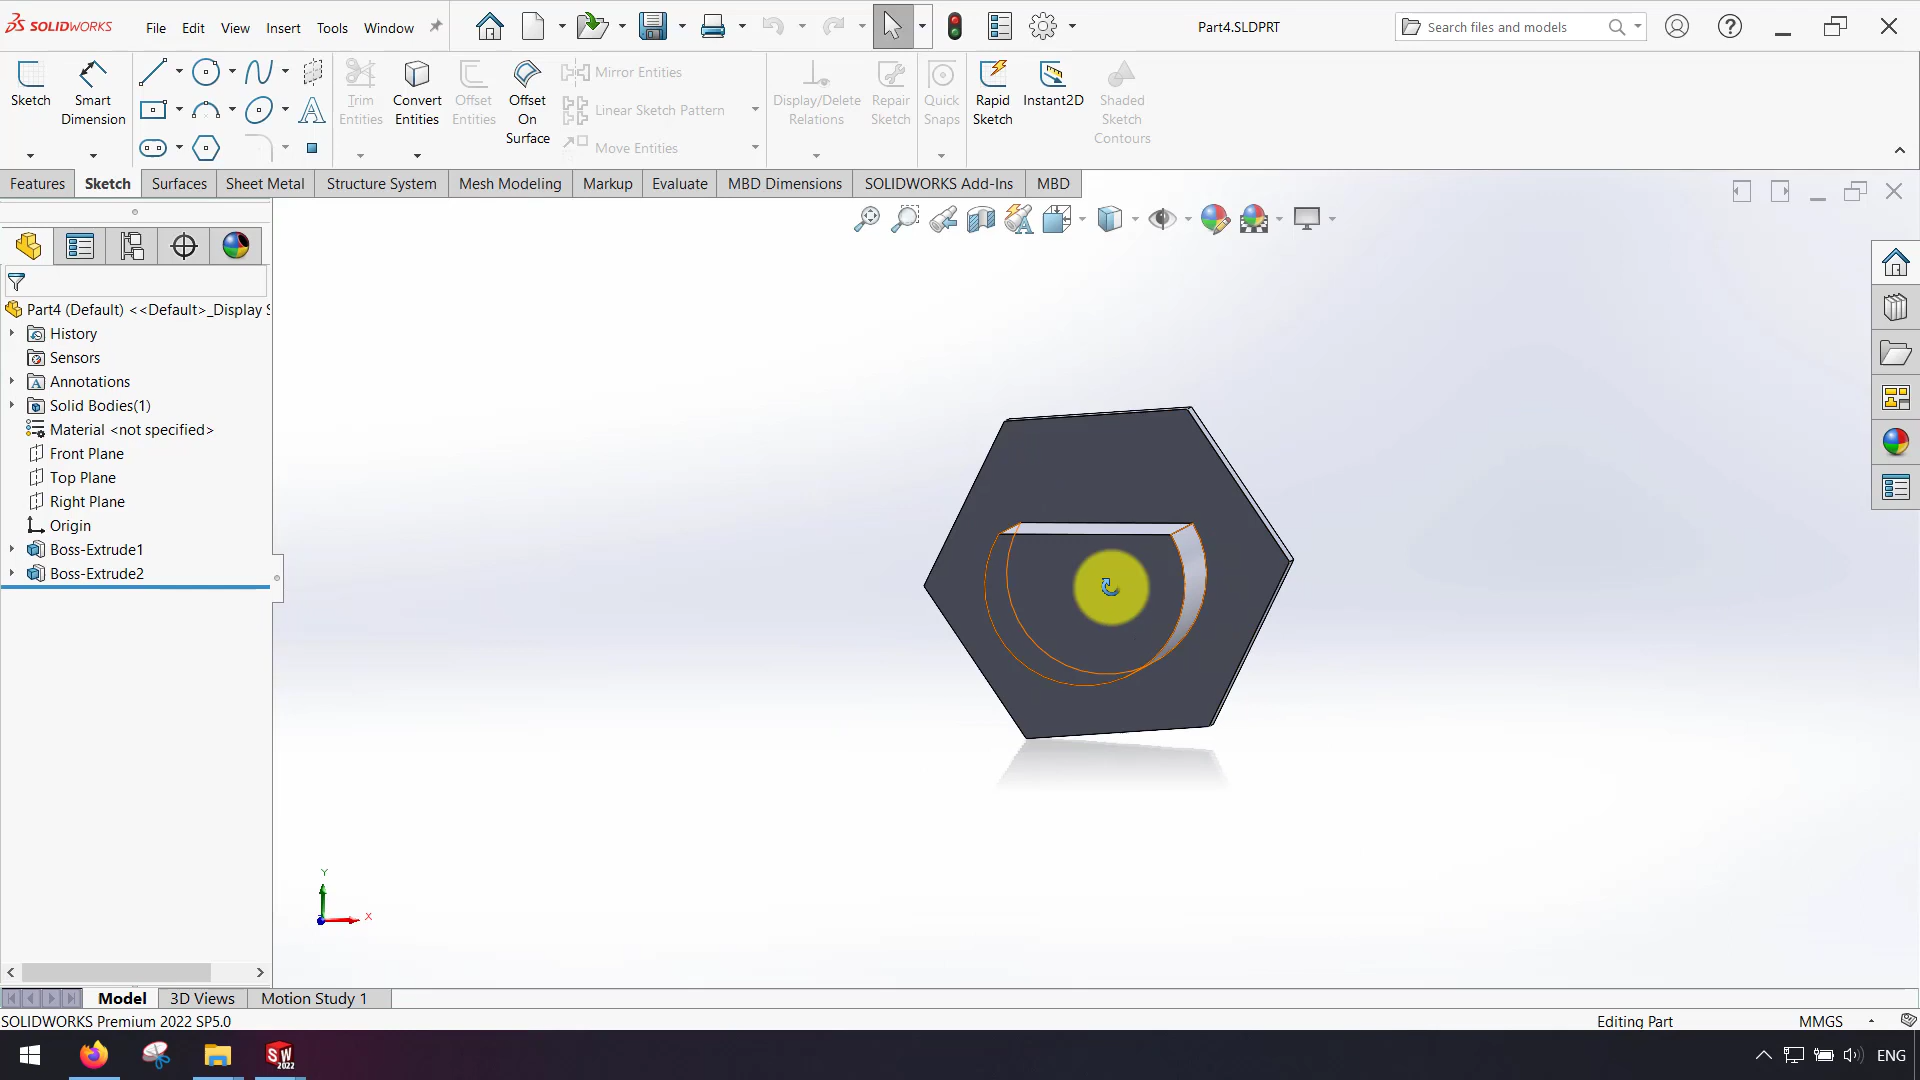 SOLIDWORKS File Edit View Insert Tools Window
Part4.SLDPRT
Search files and models
Sketch
Smart Dimension
Trim Entities
Convert Entities
Offset Entities
Offset On Surface
Mirror Entities
Linear Sketch Pattern
Move Entities
Display/Delete Relations
Repair Sketch
Quick Snaps
Rapid Sketch
Instant2D
Shaded Sketch Contours
Features Sketch Surfaces Sheet Metal Structure System Mesh Modeling Markup Evaluate MBD Dimensions SOLIDWORKS Add-Ins MBD
Part4 (Default) <<Default>_Display S
History
Sensors
Annotations
Solid Bodies(1)
Material <not specified>
Front Plane
Top Plane
Right Plane
Origin
Boss-Extrude1
Boss-Extrude2
Y
X
Model 3D Views Motion Study 1
SOLIDWORKS Premium 2022 SP5.0
Editing Part
MMGS
SW
2022
ENG